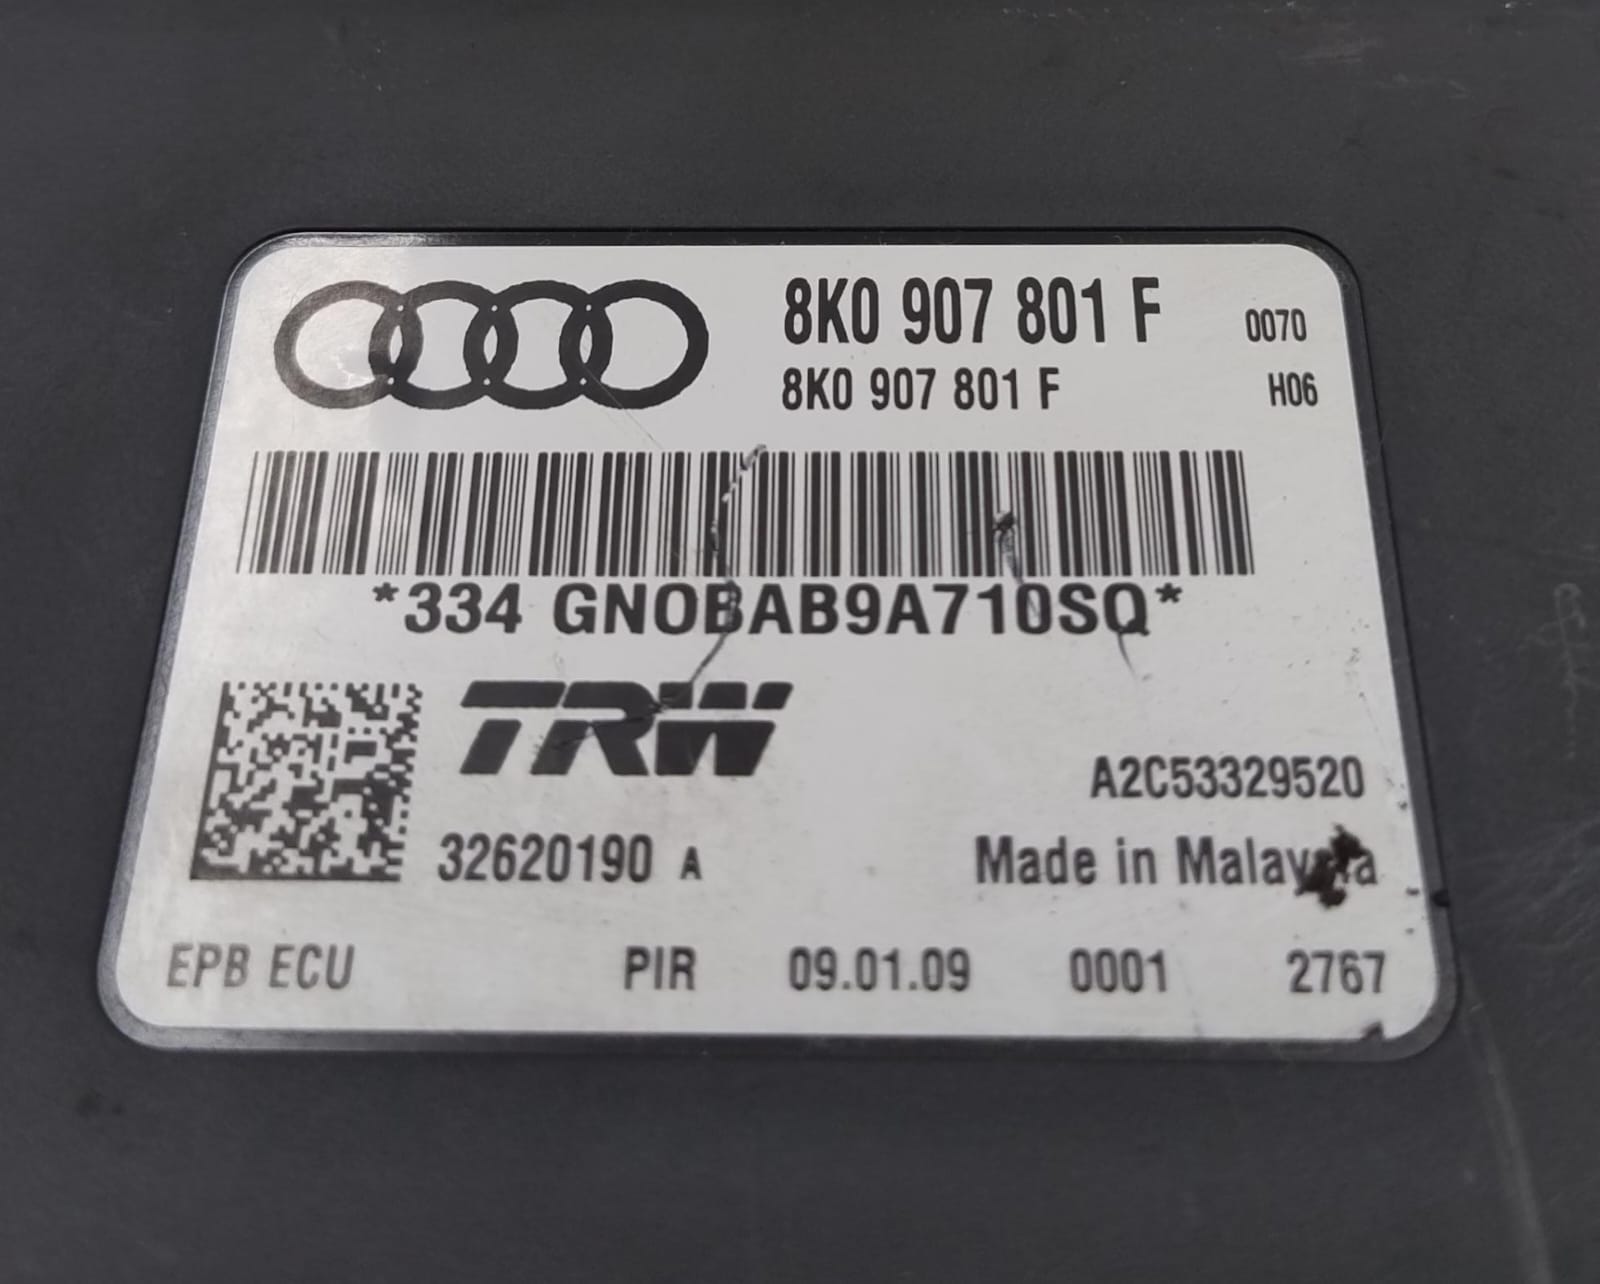 8K0 907 801 F 0070
8K0 907 801 F H06
*334 GN0BAB9A710SQ*
TRW
A2C53329520
32620190 A Made in Malaysia
EPB ECU PIR 09.01.09 0001 2767